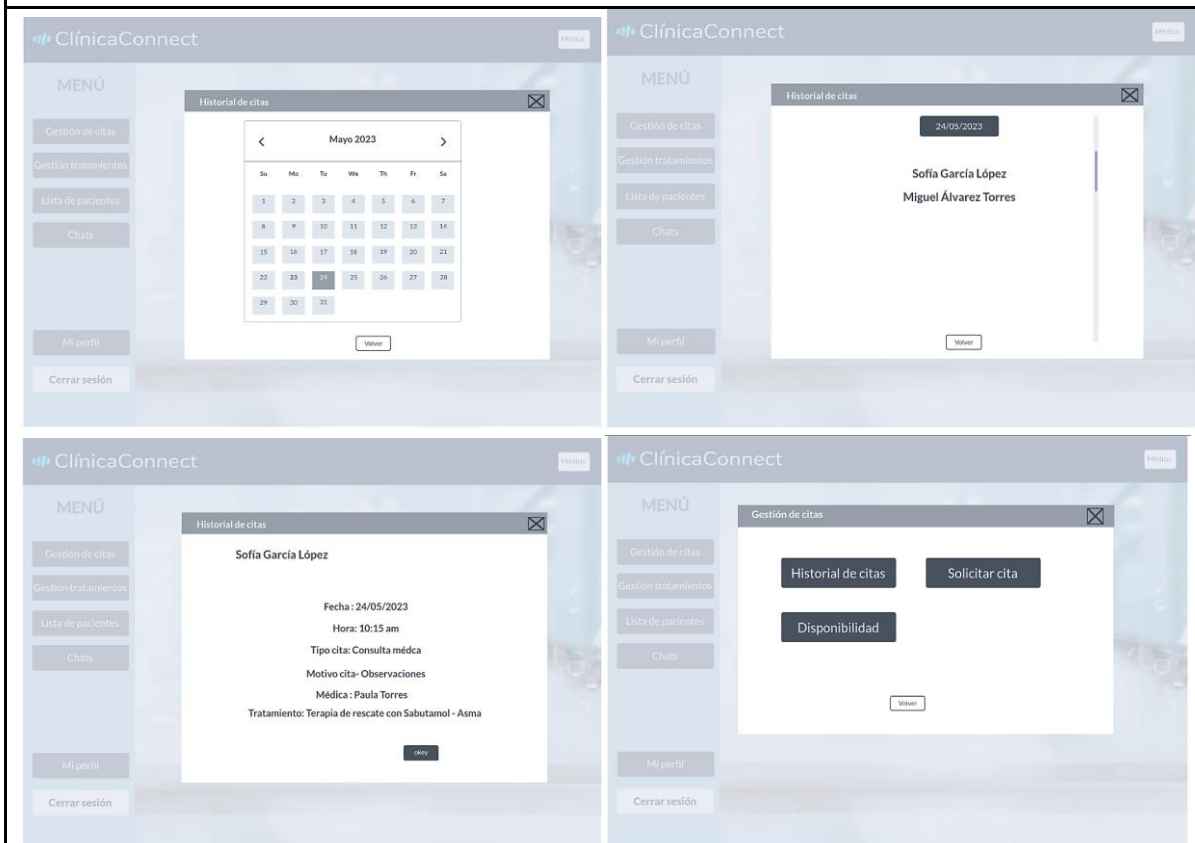 ClínicaConnect
Médico
MENÚ
Gestión de citas
Gestión tratamientos
Lista de pacientes
Chats
Mi perfil
Cerrar sesión
Historial de citas
Mayo 2023
Su Mo Tu We Th Fr Sa
1 2 3 4 5 6 7
8 9 10 11 12 13 14
15 16 17 18 19 20 21
22 23 24 25 26 27 28
29 30 31
Volver
ClínicaConnect
Médico
MENÚ
Gestión de citas
Gestión tratamientos
Lista de pacientes
Chats
Mi perfil
Cerrar sesión
Historial de citas
24/05/2023
Sofía García López
Miguel Álvarez Torres
Volver
ClínicaConnect
Médico
MENÚ
Gestión de citas
Gestión tratamientos
Lista de pacientes
Chats
Mi perfil
Cerrar sesión
Historial de citas
Sofía García López
Fecha : 24/05/2023
Hora: 10:15 am
Tipo cita: Consulta médca
Motivo cita- Observaciones
Médica : Paula Torres
Tratamiento: Terapia de rescate con Sabutamol - Asma
okey
ClínicaConnect
Médico
MENÚ
Gestión de citas
Gestión tratamientos
Lista de pacientes
Chats
Mi perfil
Cerrar sesión
Gestión de citas
Historial de citas
Solicitar cita
Disponibilidad
Volver